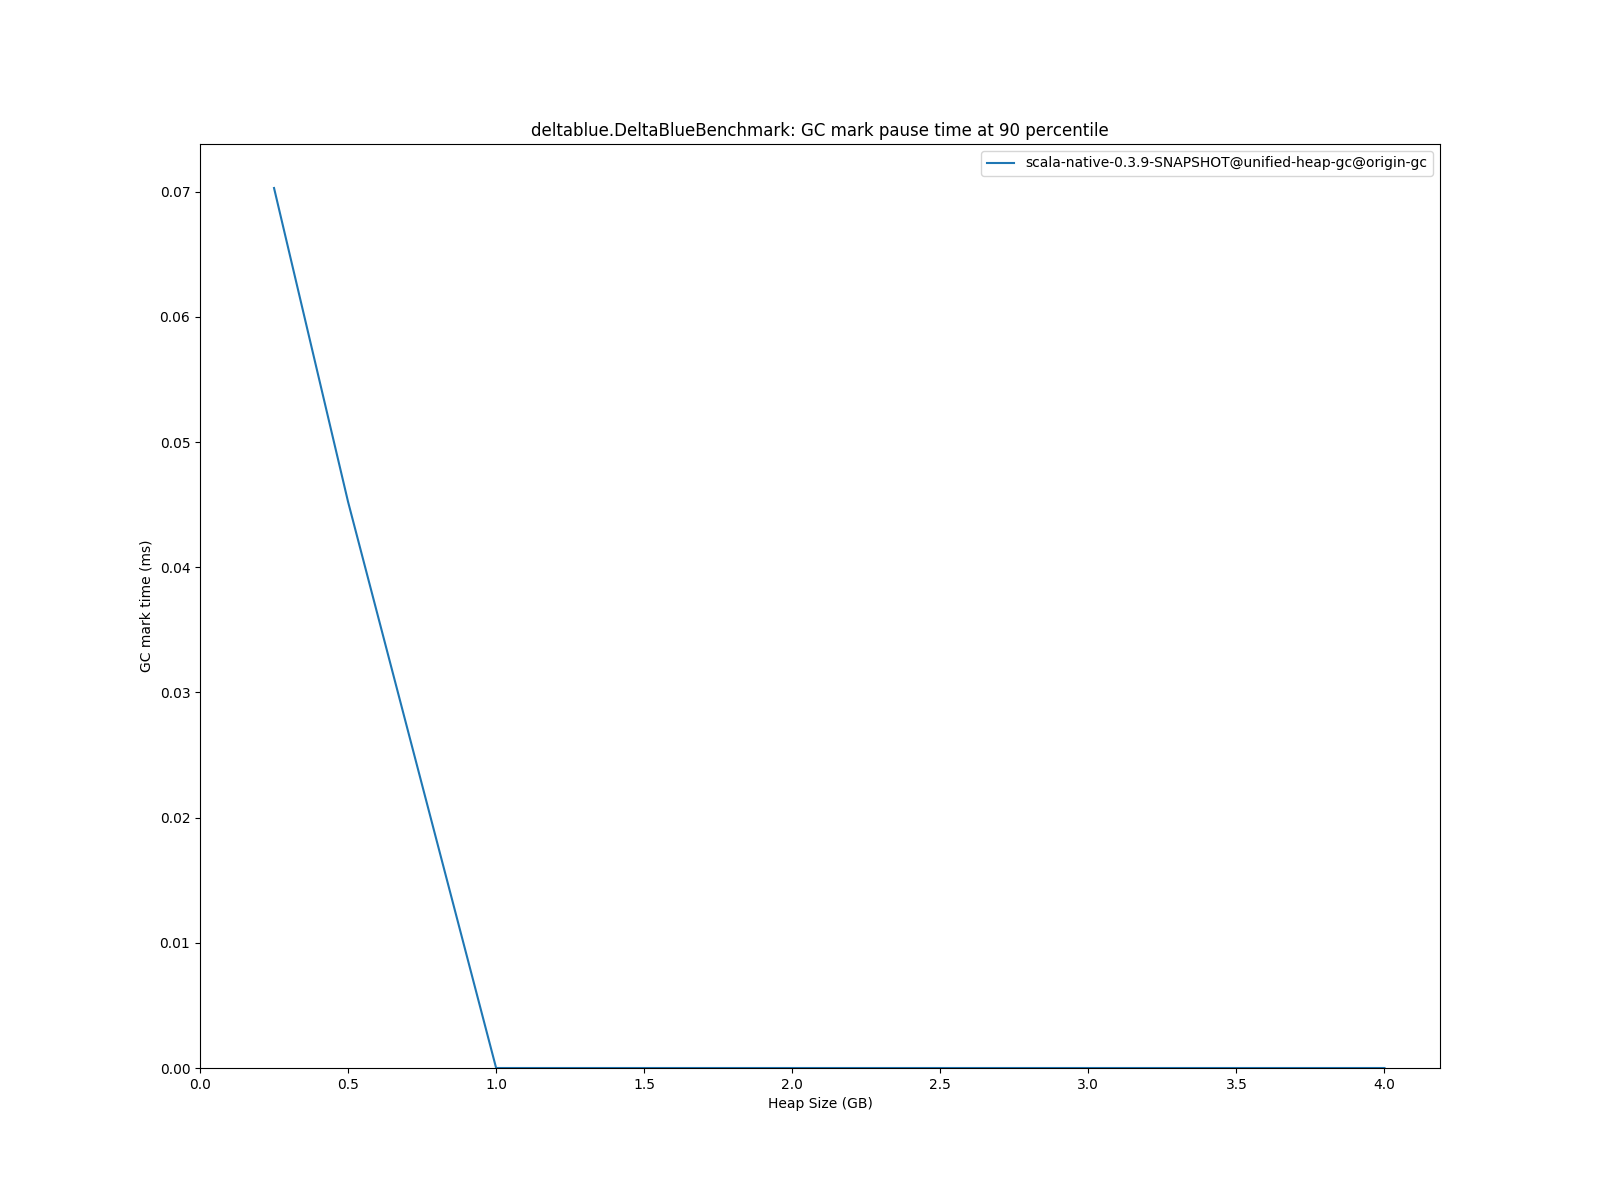 deltablue.DeltaBlueBenchmark: GC mark pause time at 90 percentile
scala-native-0.3.9-SNAPSHOT@unified-heap-gc@origin-gc
0.07
0.06
0.05
0.04
0.03
0.02
0.01
0.00
GC mark time (ms)
0.0 0.5 1.0 1.5 2.0 2.5 3.0 3.5 4.0
Heap Size (GB)